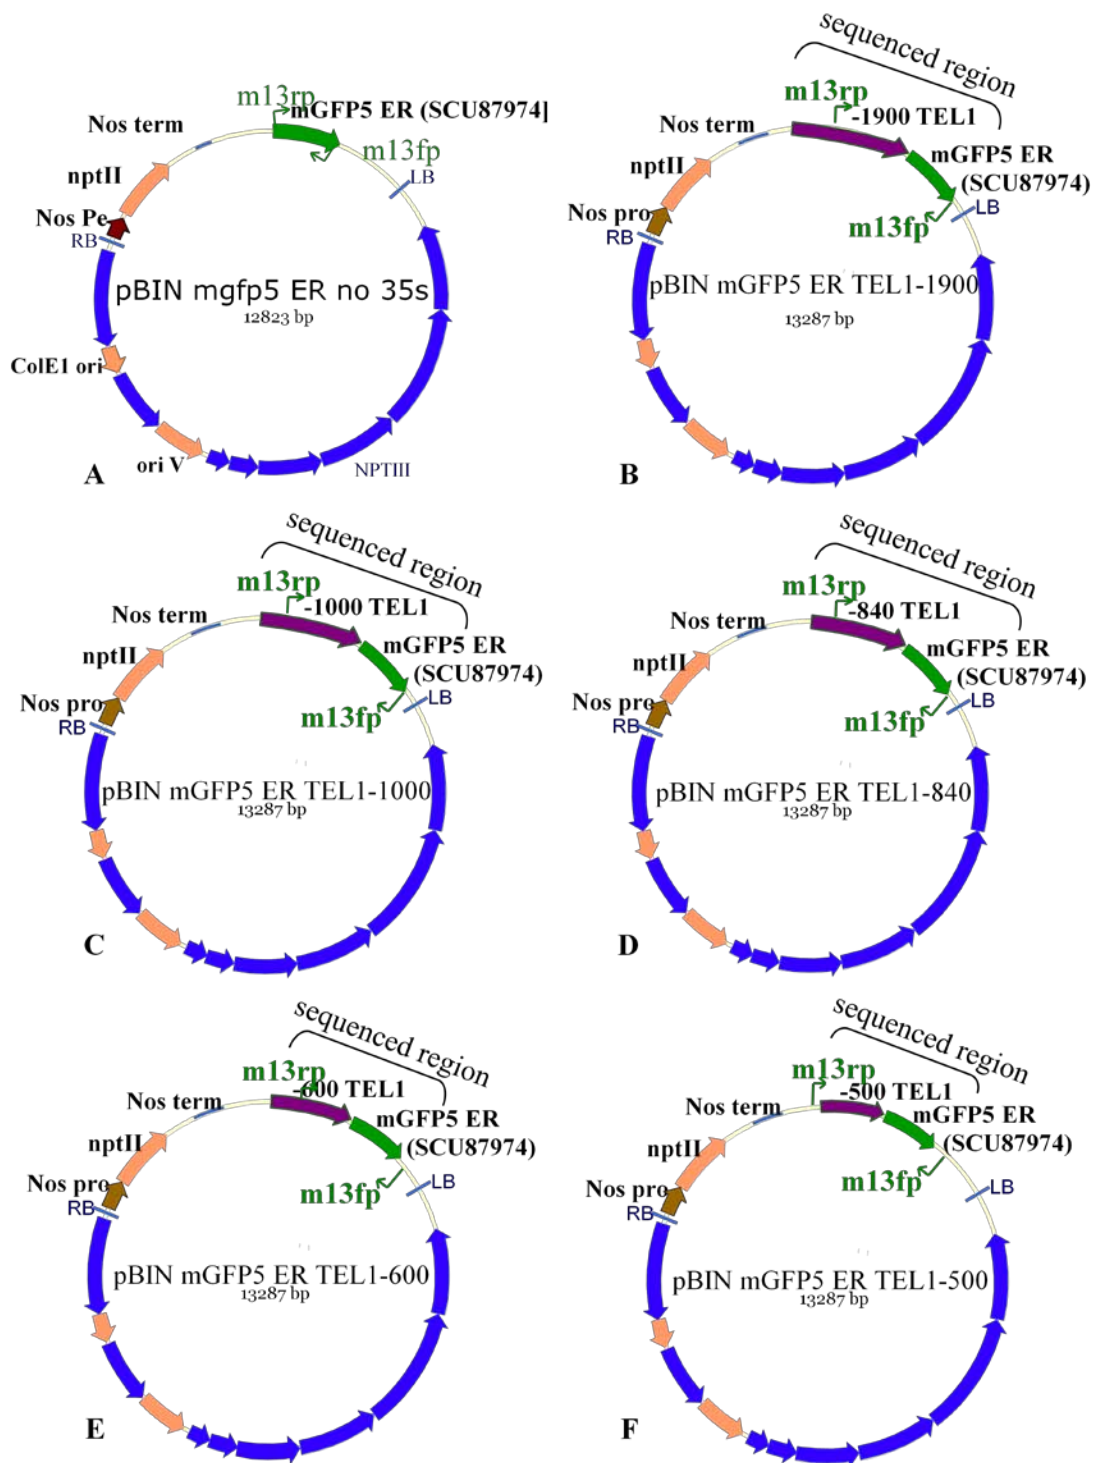 m13rp
mGFP5 ER (SCU87974]
Nos term
m13fp
nptII
LB
Nos Pe
RB
pBIN mgfp5 ER no 35s
12823 bp
ColE1 ori
ori V
NPTIII
A
sequenced region
m13rp
-1900 TEL1
Nos term
mGFP5 ER
(SCU87974)
nptII
LB
Nos pro
RB
m13fp
pBIN mGFP5 ER TEL1-1900
13287 bp
B
sequenced region
m13rp
-1000 TEL1
Nos term
mGFP5 ER
(SCU87974)
nptII
LB
Nos pro
RB
m13fp
pBIN mGFP5 ER TEL1-1000
13287 bp
C
sequenced region
m13rp
-840 TEL1
Nos term
mGFP5 ER
(SCU87974)
nptII
LB
Nos pro
RB
m13fp
pBIN mGFP5 ER TEL1-840
13287 bp
D
sequenced region
m13rp
-600 TEL1
Nos term
mGFP5 ER
(SCU87974)
nptII
LB
Nos pro
RB
m13fp
pBIN mGFP5 ER TEL1-600
13287 bp
E
sequenced region
m13rp
-500 TEL1
Nos term
mGFP5 ER
(SCU87974)
nptII
LB
Nos pro
RB
m13fp
pBIN mGFP5 ER TEL1-500
13287 bp
F